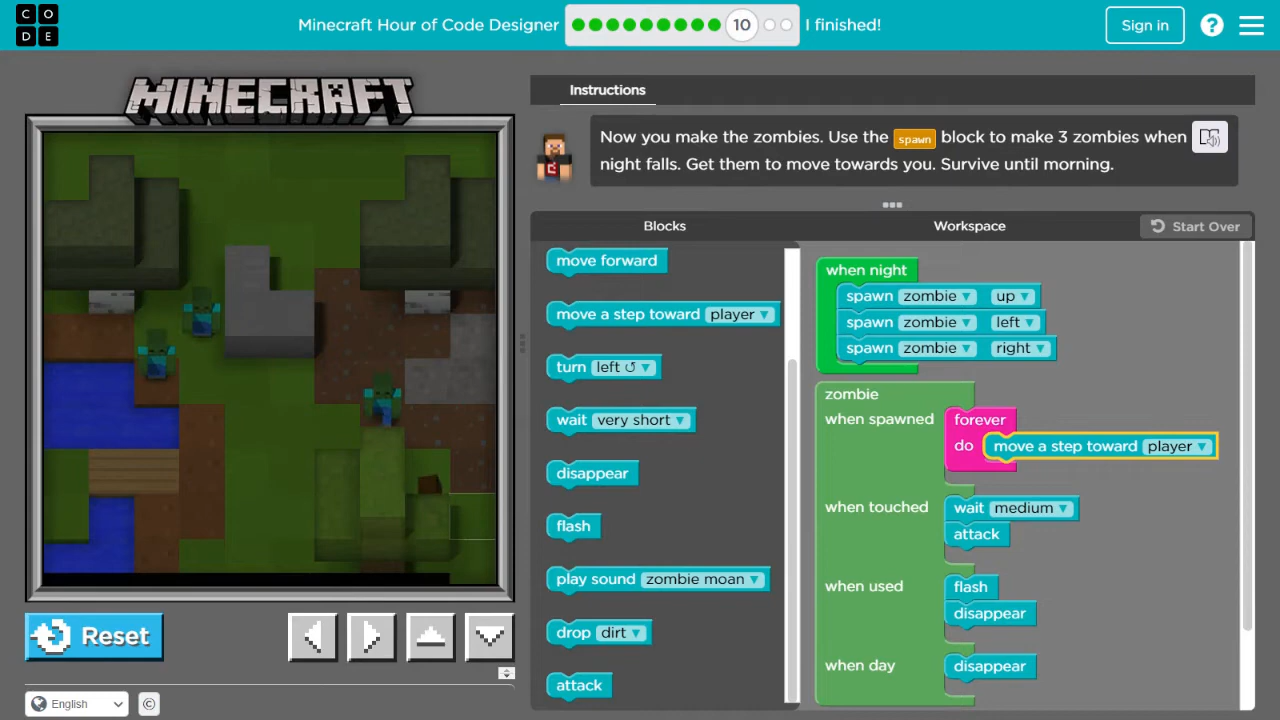 C O
D E
Minecraft Hour of Code Designer
10
I finished!
Sign in
?
MINECRAFT
Instructions
Now you make the zombies. Use the spawn block to make 3 zombies when
night falls. Get them to move towards you. Survive until morning.
Blocks
Workspace
Start Over
move forward
move a step toward player
turn left ↺
wait very short
disappear
flash
play sound zombie moan
drop dirt
attack
when night
spawn zombie up
spawn zombie left
spawn zombie right
zombie
when spawned
forever
do move a step toward player
when touched
wait medium
attack
when used
flash
disappear
when day
disappear
Reset
English
©